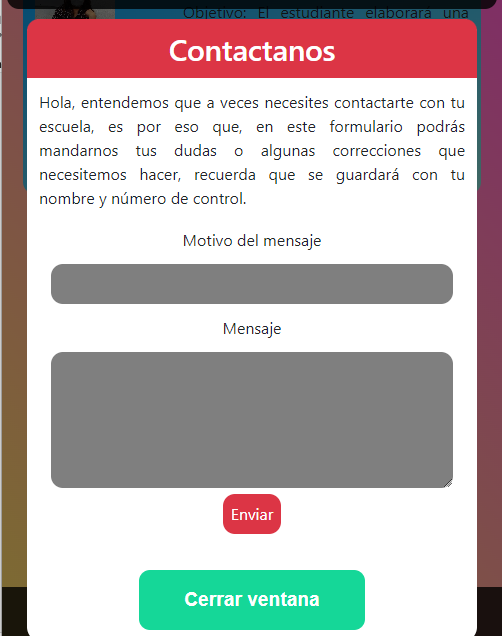 Objetivo: El estudiante elaborará una
Contactanos
Hola, entendemos que a veces necesites contactarte con tu
escuela, es por eso que, en este formulario podrás
mandarnos tus dudas o algunas correcciones que
necesitemos hacer, recuerda que se guardará con tu
nombre y número de control.
Motivo del mensaje
Mensaje
Enviar
Cerrar ventana